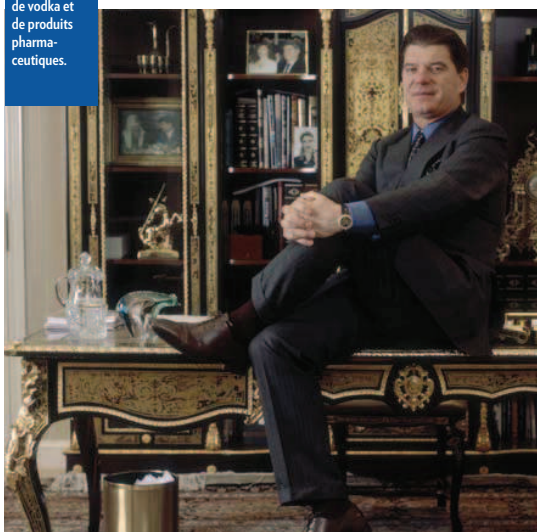 de vodka et
de produits
pharma-
ceutiques.